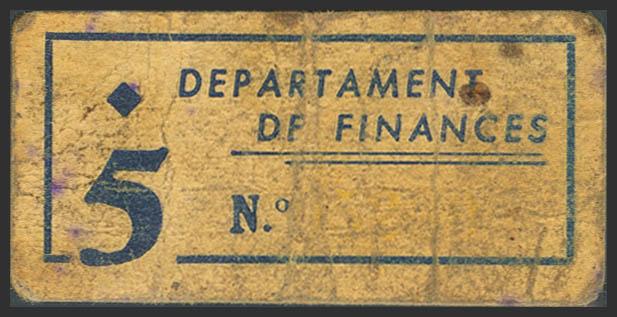 DEPARTAMENT
DE FINANCES
5
N.º